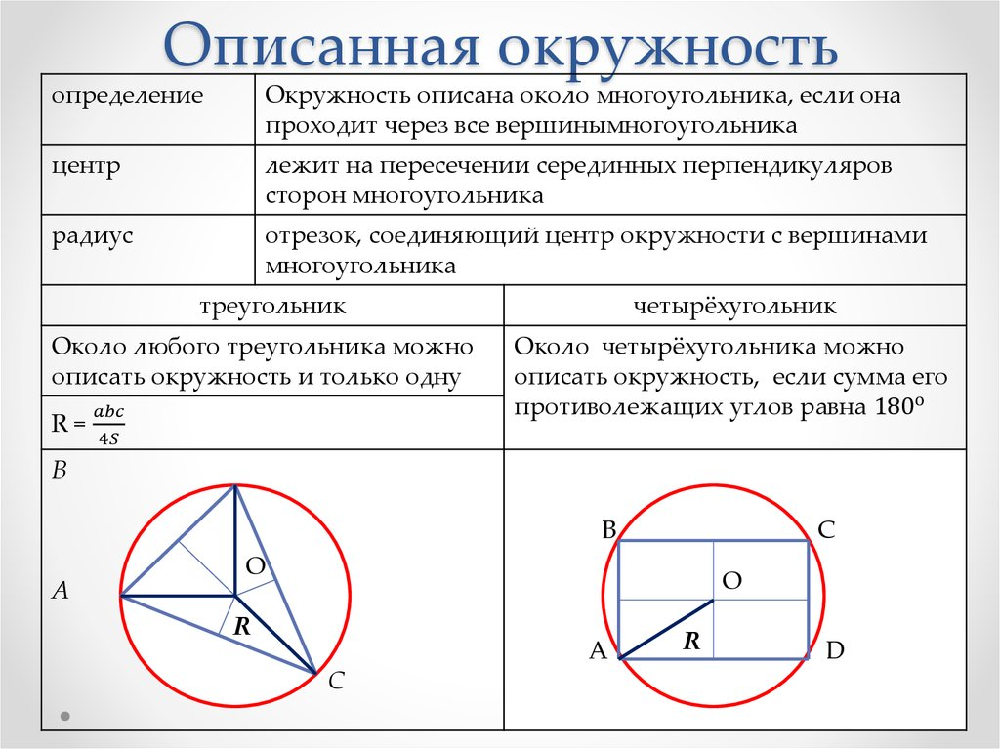 Описанная окружность
определение
Окружность описана около многоугольника, если она
проходит через все вершинымногоугольника
центр
лежит на пересечении серединных перпендикуляров
сторон многоугольника
радиус
отрезок, соединяющий центр окружности с вершинами
многоугольника
треугольник
четырёхугольник
Около любого треугольника можно
описать окружность и только одну
R = abc/4S
Около четырёхугольника можно
описать окружность, если сумма его
противолежащих углов равна 180⁰
B
O
A
R
C
B
C
O
A
R
D